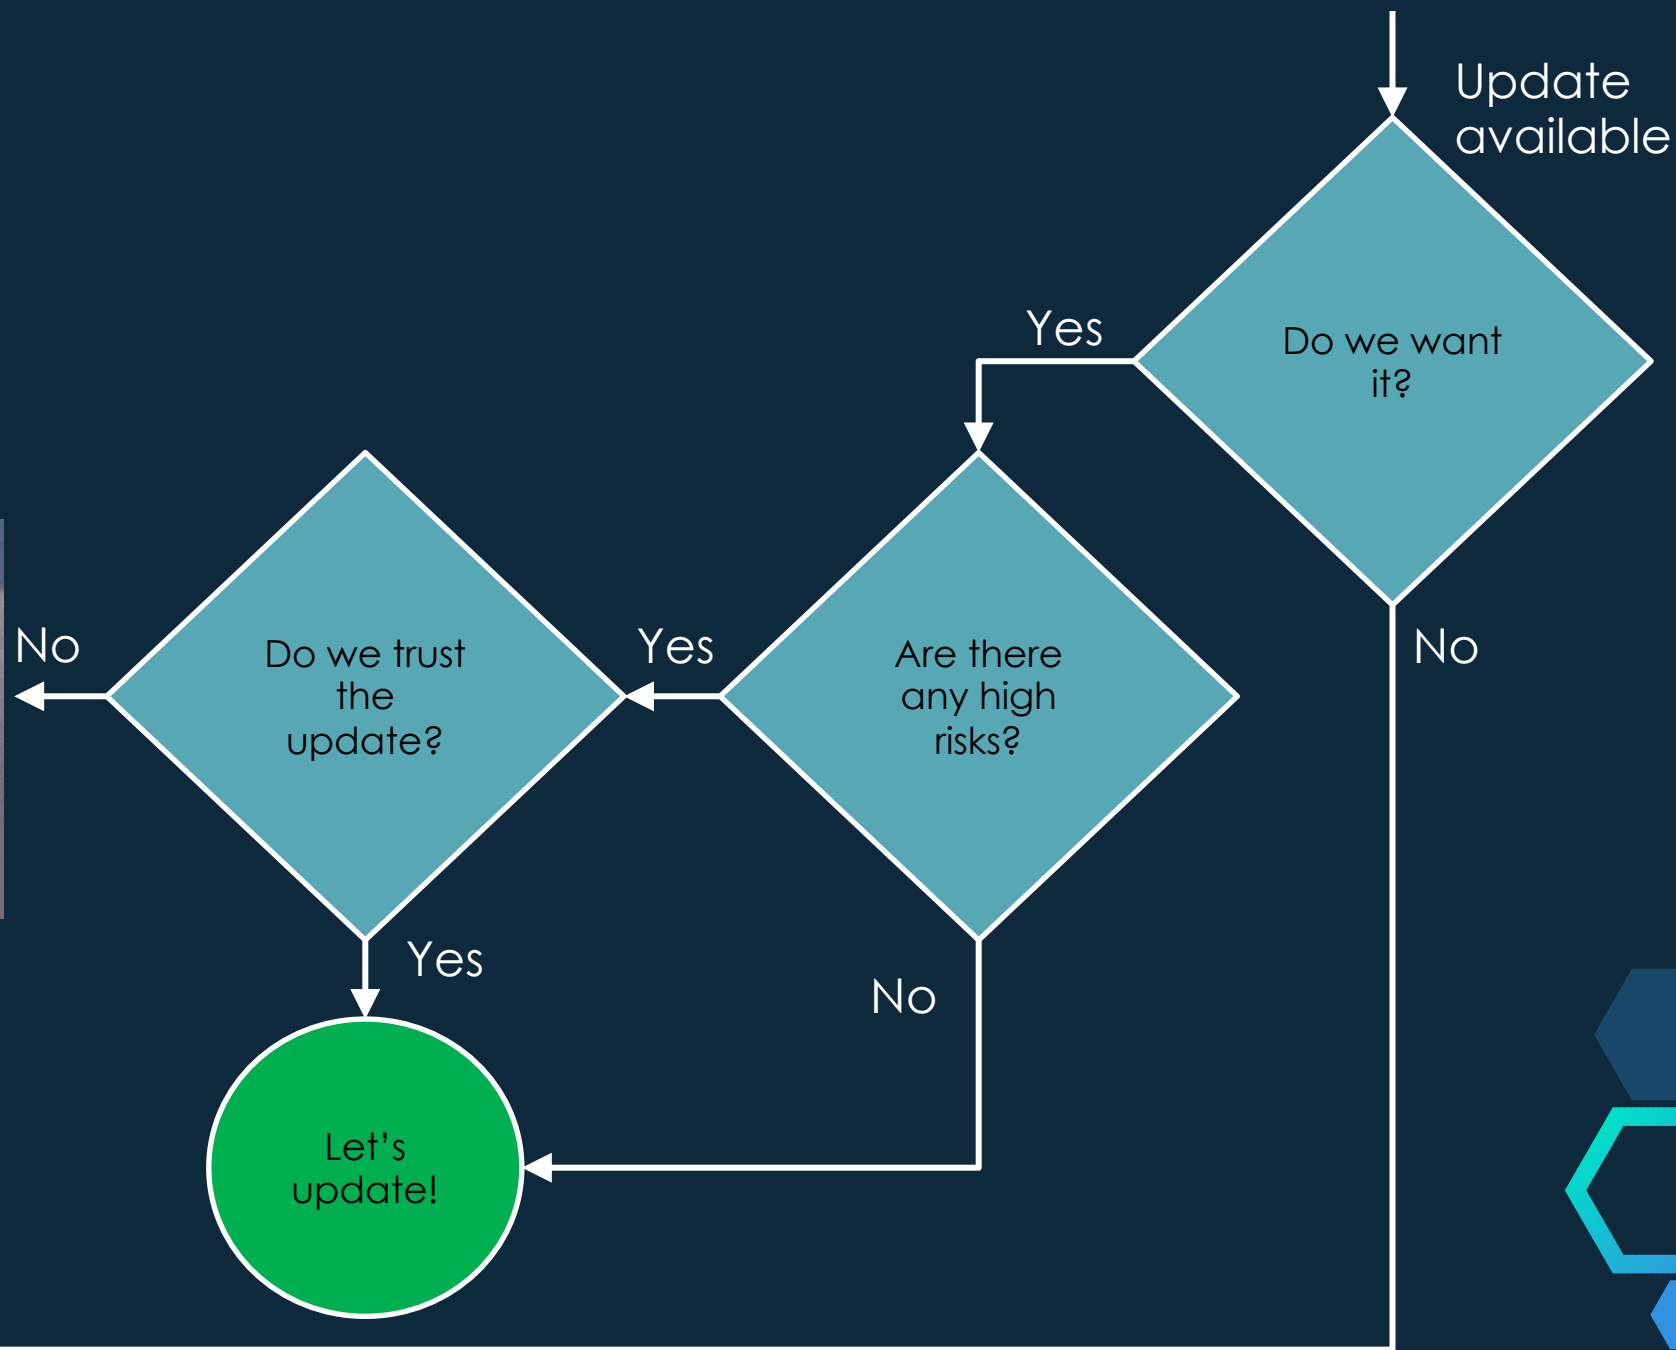 Update
available
Do we want
it?
Yes
No
Are there
any high
risks?
Yes
No
Do we trust
the
update?
No
Yes
Let's
update!